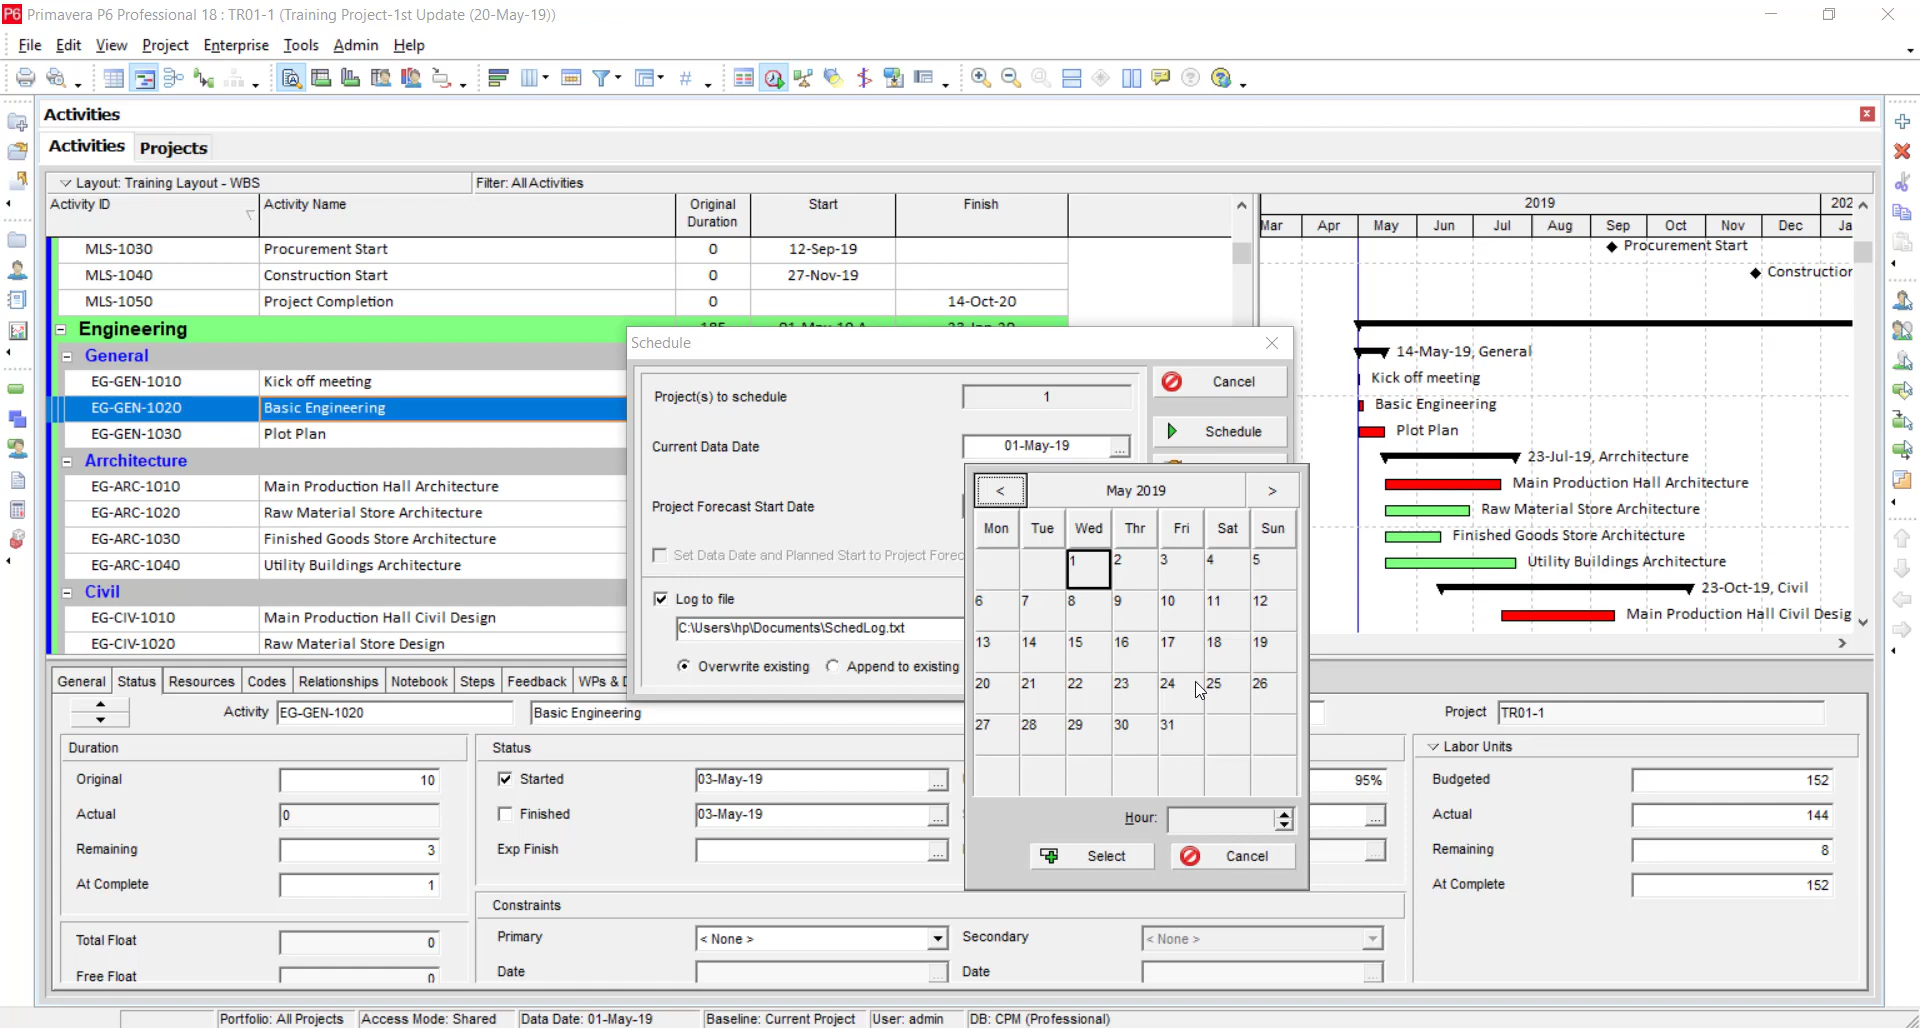 P6 Primavera P6 Professional 18 : TR01-1 (Training Project-1st Update (20-May-19))
File Edit View Project Enterprise Tools Admin Help
Activities
Activities Projects
Layout: Training Layout - WBS Filter: All Activities
Activity ID Activity Name Original Duration Start Finish
2019 202
Mar Apr May Jun Jul Aug Sep Oct Nov Dec Ja
MLS-1030 Procurement Start 0 12-Sep-19 Procurement Start
MLS-1040 Construction Start 0 27-Nov-19 Constructior
MLS-1050 Project Completion 0 14-Oct-20
Engineering
General 14-May-19, General
EG-GEN-1010 Kick off meeting Kick off meeting
EG-GEN-1020 Basic Engineering Basic Engineering
EG-GEN-1030 Plot Plan Plot Plan
Arrchitecture 23-Jul-19, Arrchitecture
EG-ARC-1010 Main Production Hall Architecture Main Production Hall Architecture
EG-ARC-1020 Raw Material Store Architecture Raw Material Store Architecture
EG-ARC-1030 Finished Goods Store Architecture Finished Goods Store Architecture
EG-ARC-1040 Utility Buildings Architecture Utility Buildings Architecture
Civil 23-Oct-19, Civil
EG-CIV-1010 Main Production Hall Civil Design Main Production Hall Civil Desig
EG-CIV-1020 Raw Material Store Design
Schedule
Project(s) to schedule 1 Cancel
Current Data Date 01-May-19 ... Schedule
Project Forecast Start Date
Set Data Date and Planned Start to Project Forec
Log to file
C:\Users\hp\Documents\SchedLog.txt
Overwrite existing Append to existing
< May 2019 >
Mon Tue Wed Thr Fri Sat Sun
1 2 3 4 5
6 7 8 9 10 11 12
13 14 15 16 17 18 19
20 21 22 23 24 25 26
27 28 29 30 31
Hour:
Select Cancel
General Status Resources Codes Relationships Notebook Steps Feedback WPs & D
Activity EG-GEN-1020 Basic Engineering Project TR01-1
Duration Status Labor Units
Original 10 Started 03-May-19 ... 95% Budgeted 152
Actual 0 Finished 03-May-19 ... ... Actual 144
Remaining 3 Exp Finish ... ... Remaining 8
At Complete 1 At Complete 152
Constraints
Total Float 0 Primary < None > Secondary < None >
Free Float 0 Date ... Date ...
Portfolio: All Projects Access Mode: Shared Data Date: 01-May-19 Baseline: Current Project User: admin DB: CPM (Professional)